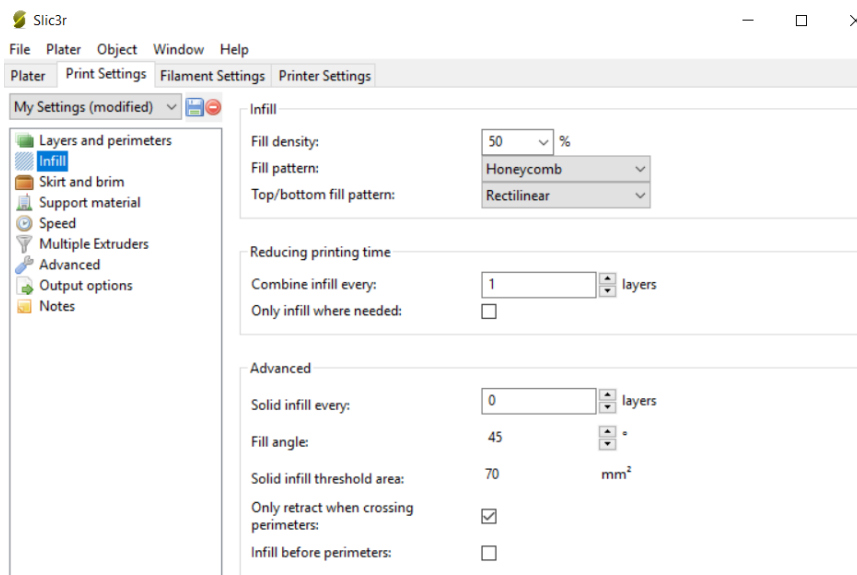 Slic3r
File Plater Object Window Help
Plater Print Settings Filament Settings Printer Settings
My Settings (modified)
Layers and perimeters
Infill
Skirt and brim
Support material
Speed
Multiple Extruders
Advanced
Output options
Notes
Infill
Fill density: 50 %
Fill pattern: Honeycomb
Top/bottom fill pattern: Rectilinear
Reducing printing time
Combine infill every: 1 layers
Only infill where needed:
Advanced
Solid infill every: 0 layers
Fill angle: 45 °
Solid infill threshold area: 70 mm²
Only retract when crossing
perimeters:
Infill before perimeters: